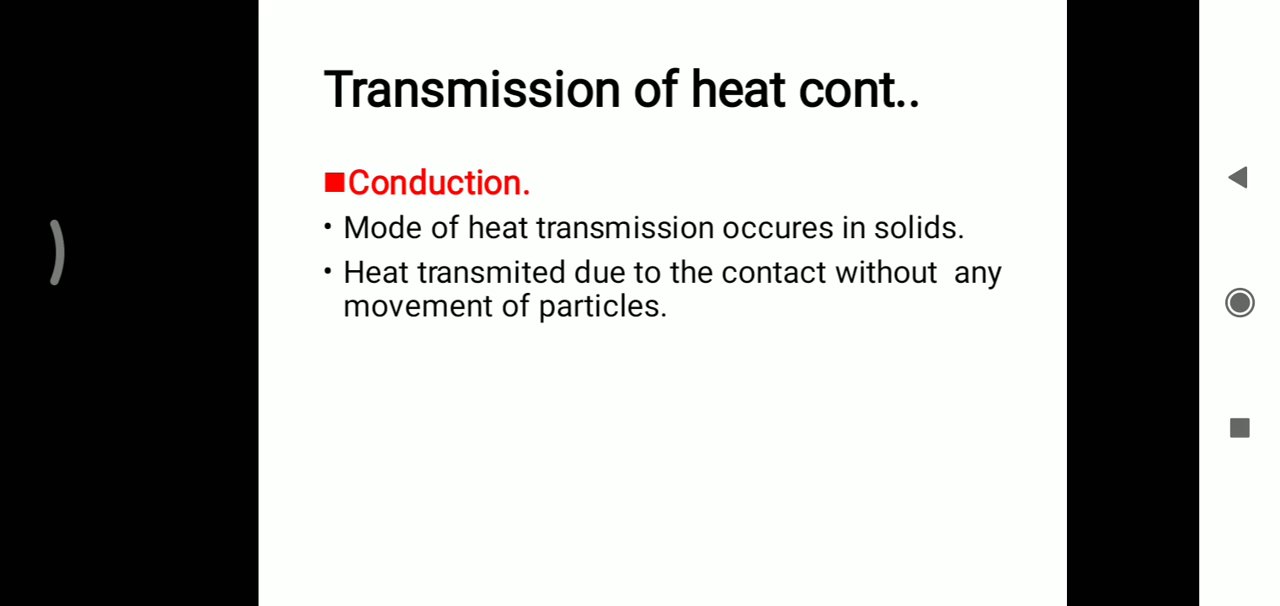 Transmission of heat cont..
■Conduction.
• Mode of heat transmission occures in solids.
• Heat transmited due to the contact without any
movement of particles.